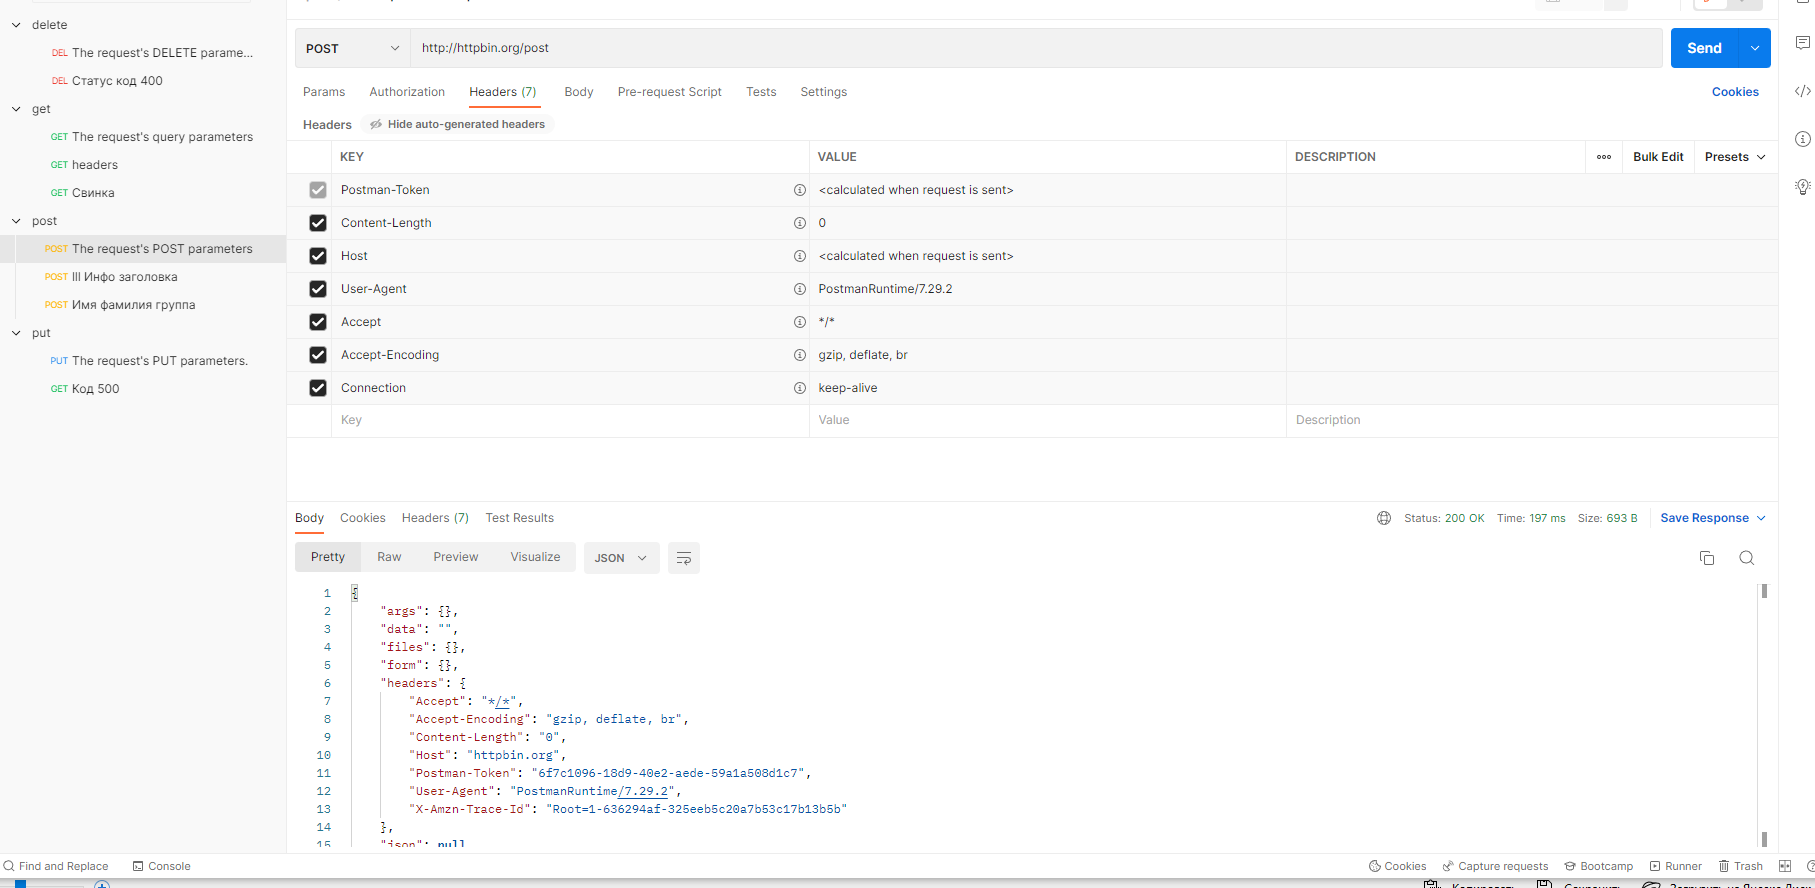 delete
DEL The request's DELETE parame...
DEL Статус код 400
get
GET The request's query parameters
GET headers
GET Свинка
post
POST The request's POST parameters
POST III Инфо заголовка
POST Имя фамилия группа
put
PUT The request's PUT parameters.
GET Код 500
POST http://httpbin.org/post Send
Params Authorization Headers (7) Body Pre-request Script Tests Settings Cookies
Headers Hide auto-generated headers
KEY VALUE DESCRIPTION Bulk Edit Presets
Postman-Token <calculated when request is sent>
Content-Length 0
Host <calculated when request is sent>
User-Agent PostmanRuntime/7.29.2
Accept */*
Accept-Encoding gzip, deflate, br
Connection keep-alive
Key Value Description
Body Cookies Headers (7) Test Results Status: 200 OK Time: 197 ms Size: 693 B Save Response
Pretty Raw Preview Visualize JSON
1 {
2 "args": {},
3 "data": "",
4 "files": {},
5 "form": {},
6 "headers": {
7 "Accept": "*/*",
8 "Accept-Encoding": "gzip, deflate, br",
9 "Content-Length": "0",
10 "Host": "httpbin.org",
11 "Postman-Token": "6f7c1096-18d9-40e2-aede-59a1a508d1c7",
12 "User-Agent": "PostmanRuntime/7.29.2",
13 "X-Amzn-Trace-Id": "Root=1-636294af-325eeb5c20a7b53c17b13b5b"
14 },
15 "json": null
Find and Replace Console Cookies Capture requests Bootcamp Runner Trash